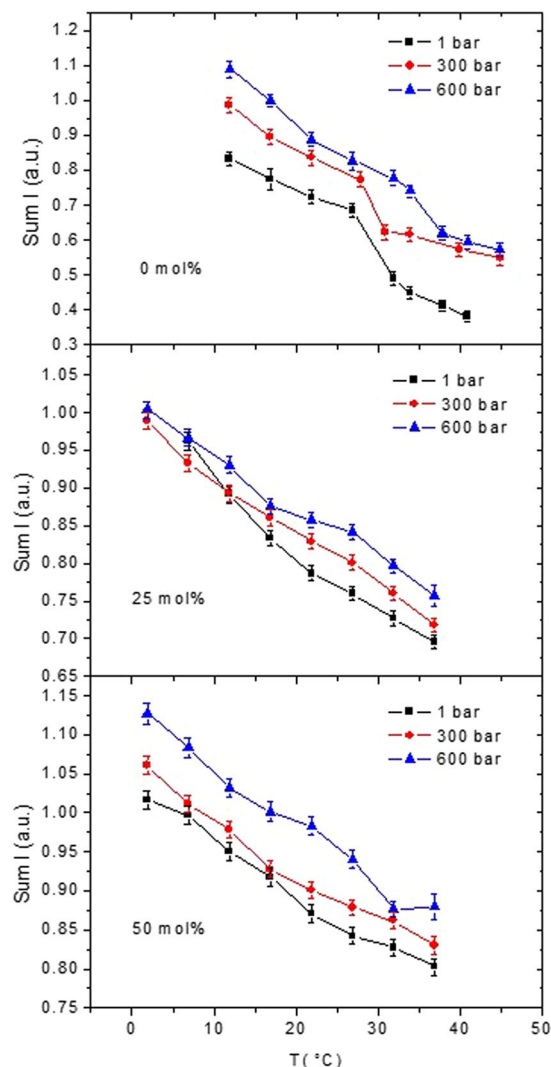 Sum I (a.u.)
1.2
1.1
1.0
0.9
0.8
0.7
0.6
0.5
0.4
0.3
1 bar
300 bar
600 bar
0 mol%
Sum I (a.u.)
1.05
1.00
0.95
0.90
0.85
0.80
0.75
0.70
0.65
1 bar
300 bar
600 bar
25 mol%
Sum I (a.u.)
1.15
1.10
1.05
1.00
0.95
0.90
0.85
0.80
0.75
1 bar
300 bar
600 bar
50 mol%
0 10 20 30 40 50
T( °C)